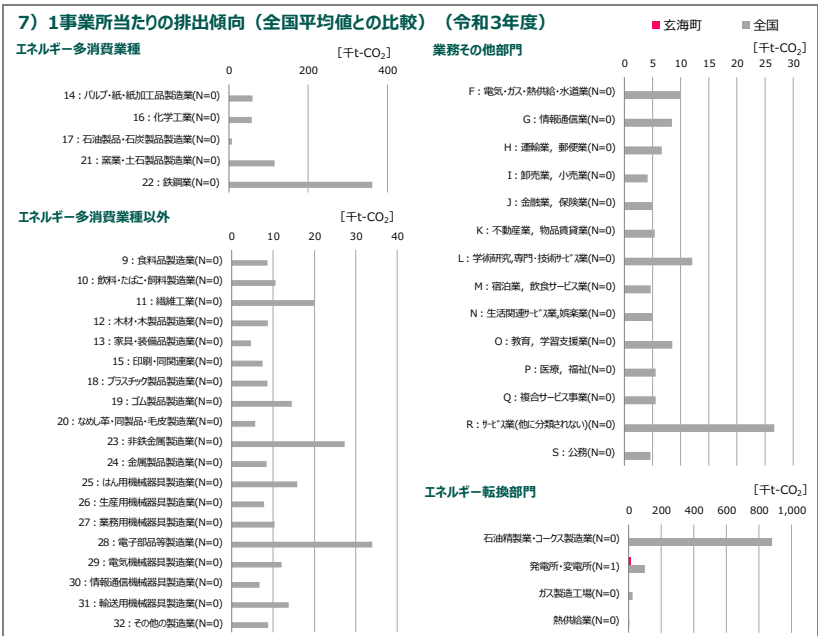 7）1事業所当たりの排出傾向（全国平均値との比較）（令和3年度）
■玄海町 ■全国
エネルギー多消費業種
[千t-CO₂]
0 200 400
14：パルプ・紙・紙加工品製造業(N=0)
16：化学工業(N=0)
17：石油製品・石炭製品製造業(N=0)
21：窯業・土石製品製造業(N=0)
22：鉄鋼業(N=0)
エネルギー多消費業種以外
[千t-CO₂]
0 10 20 30 40
9：食料品製造業(N=0)
10：飲料・たばこ・飼料製造業(N=0)
11：繊維工業(N=0)
12：木材・木製品製造業(N=0)
13：家具・装備品製造業(N=0)
15：印刷・同関連業(N=0)
18：プラスチック製品製造業(N=0)
19：ゴム製品製造業(N=0)
20：なめし革・同製品・毛皮製造業(N=0)
23：非鉄金属製造業(N=0)
24：金属製品製造業(N=0)
25：はん用機械器具製造業(N=0)
26：生産用機械器具製造業(N=0)
27：業務用機械器具製造業(N=0)
28：電子部品等製造業(N=0)
29：電気機械器具製造業(N=0)
30：情報通信機械器具製造業(N=0)
31：輸送用機械器具製造業(N=0)
32：その他の製造業(N=0)
業務その他部門
[千t-CO₂]
0 5 10 15 20 25 30
F：電気・ガス・熱供給・水道業(N=0)
G：情報通信業(N=0)
H：運輸業，郵便業(N=0)
I：卸売業，小売業(N=0)
J：金融業，保険業(N=0)
K：不動産業，物品賃貸業(N=0)
L：学術研究,専門・技術ｻｰﾋﾞｽ業(N=0)
M：宿泊業，飲食サービス業(N=0)
N：生活関連ｻｰﾋﾞｽ業,娯楽業(N=0)
O：教育，学習支援業(N=0)
P：医療，福祉(N=0)
Q：複合サービス事業(N=0)
R：ｻｰﾋﾞｽ業(他に分類されない)(N=0)
S：公務(N=0)
エネルギー転換部門
[千t-CO₂]
0 200 400 600 800 1,000
石油精製業・コークス製造業(N=0)
発電所・変電所(N=1)
ガス製造工場(N=0)
熱供給業(N=0)